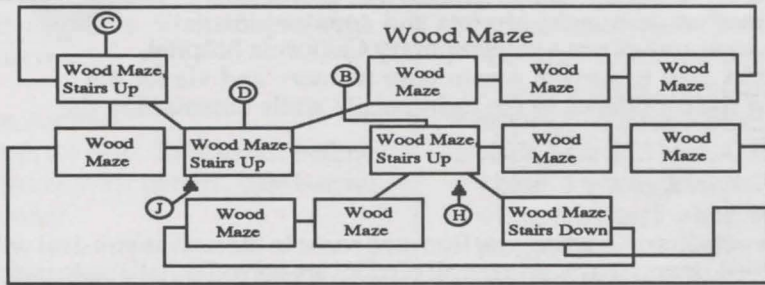 C
Wood Maze
Wood Maze,
Stairs Up
D
B
Wood
Maze
Wood
Maze
Wood
Maze
Wood
Maze
Wood Maze,
Stairs Up
Wood Maze,
Stairs Up
Wood
Maze
Wood
Maze
J
H
Wood
Maze
Wood
Maze
Wood Maze,
Stairs Down